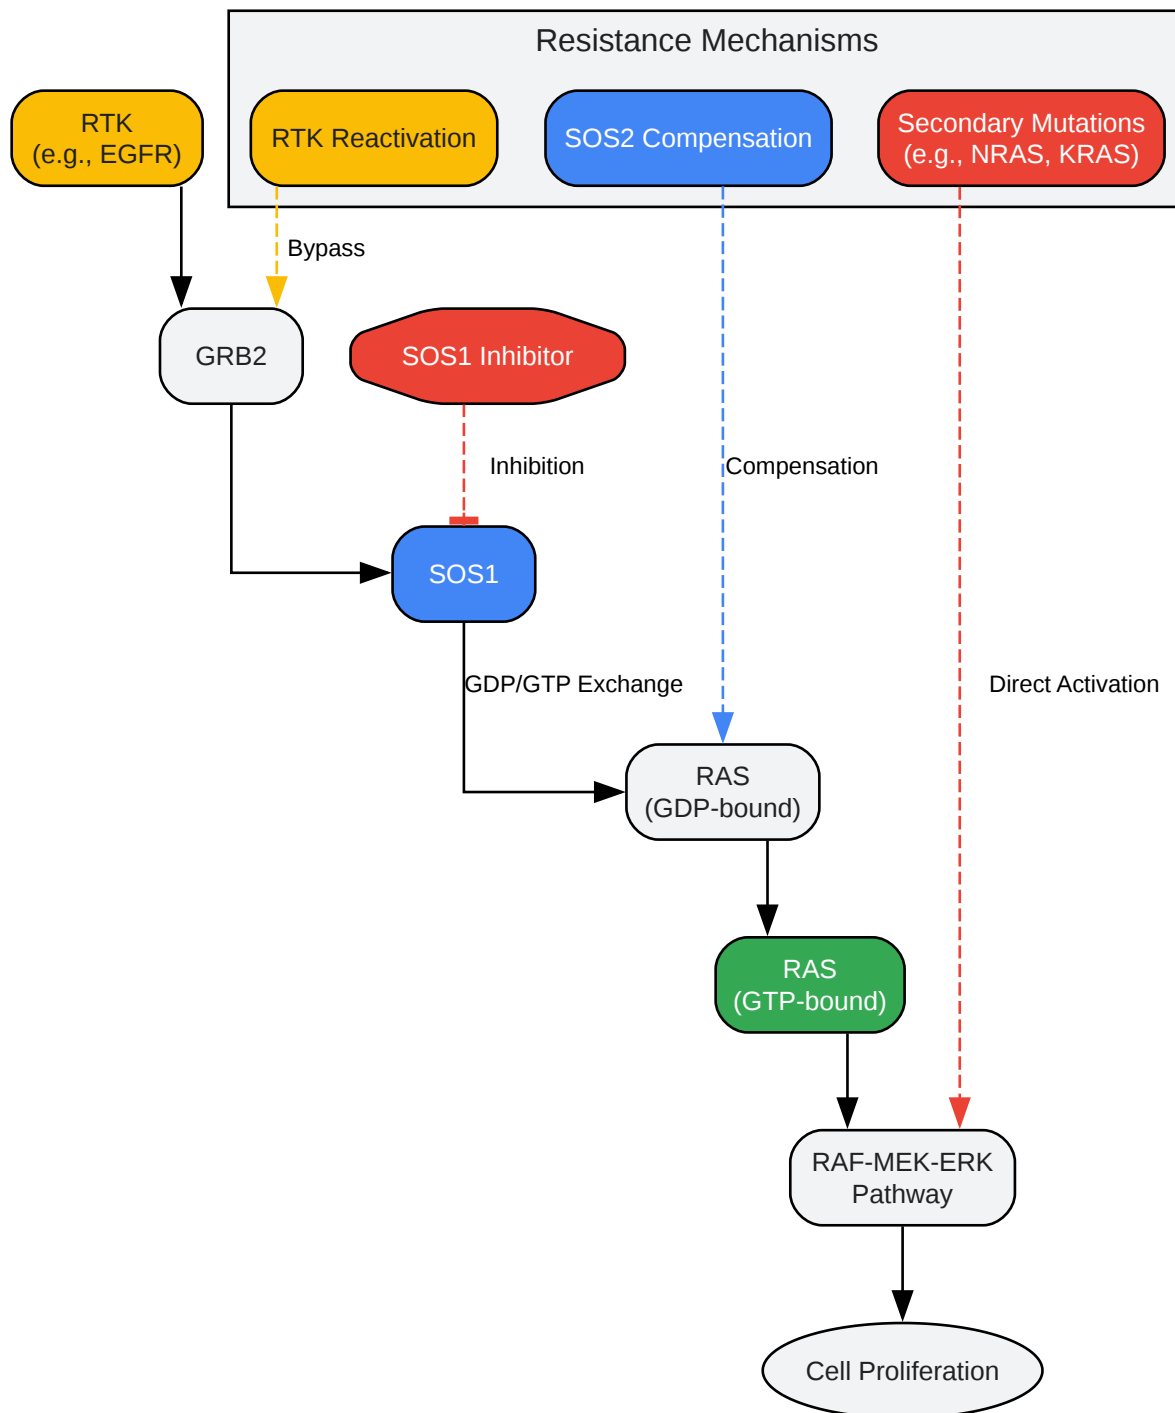 Resistance Mechanisms
RTK
(e.g., EGFR)
RTK Reactivation
SOS2 Compensation
Secondary Mutations
(e.g., NRAS, KRAS)
Bypass
GRB2
SOS1 Inhibitor
Inhibition
Compensation
SOS1
GDP/GTP Exchange
Direct Activation
RAS
(GDP-bound)
RAS
(GTP-bound)
RAF-MEK-ERK
Pathway
Cell Proliferation